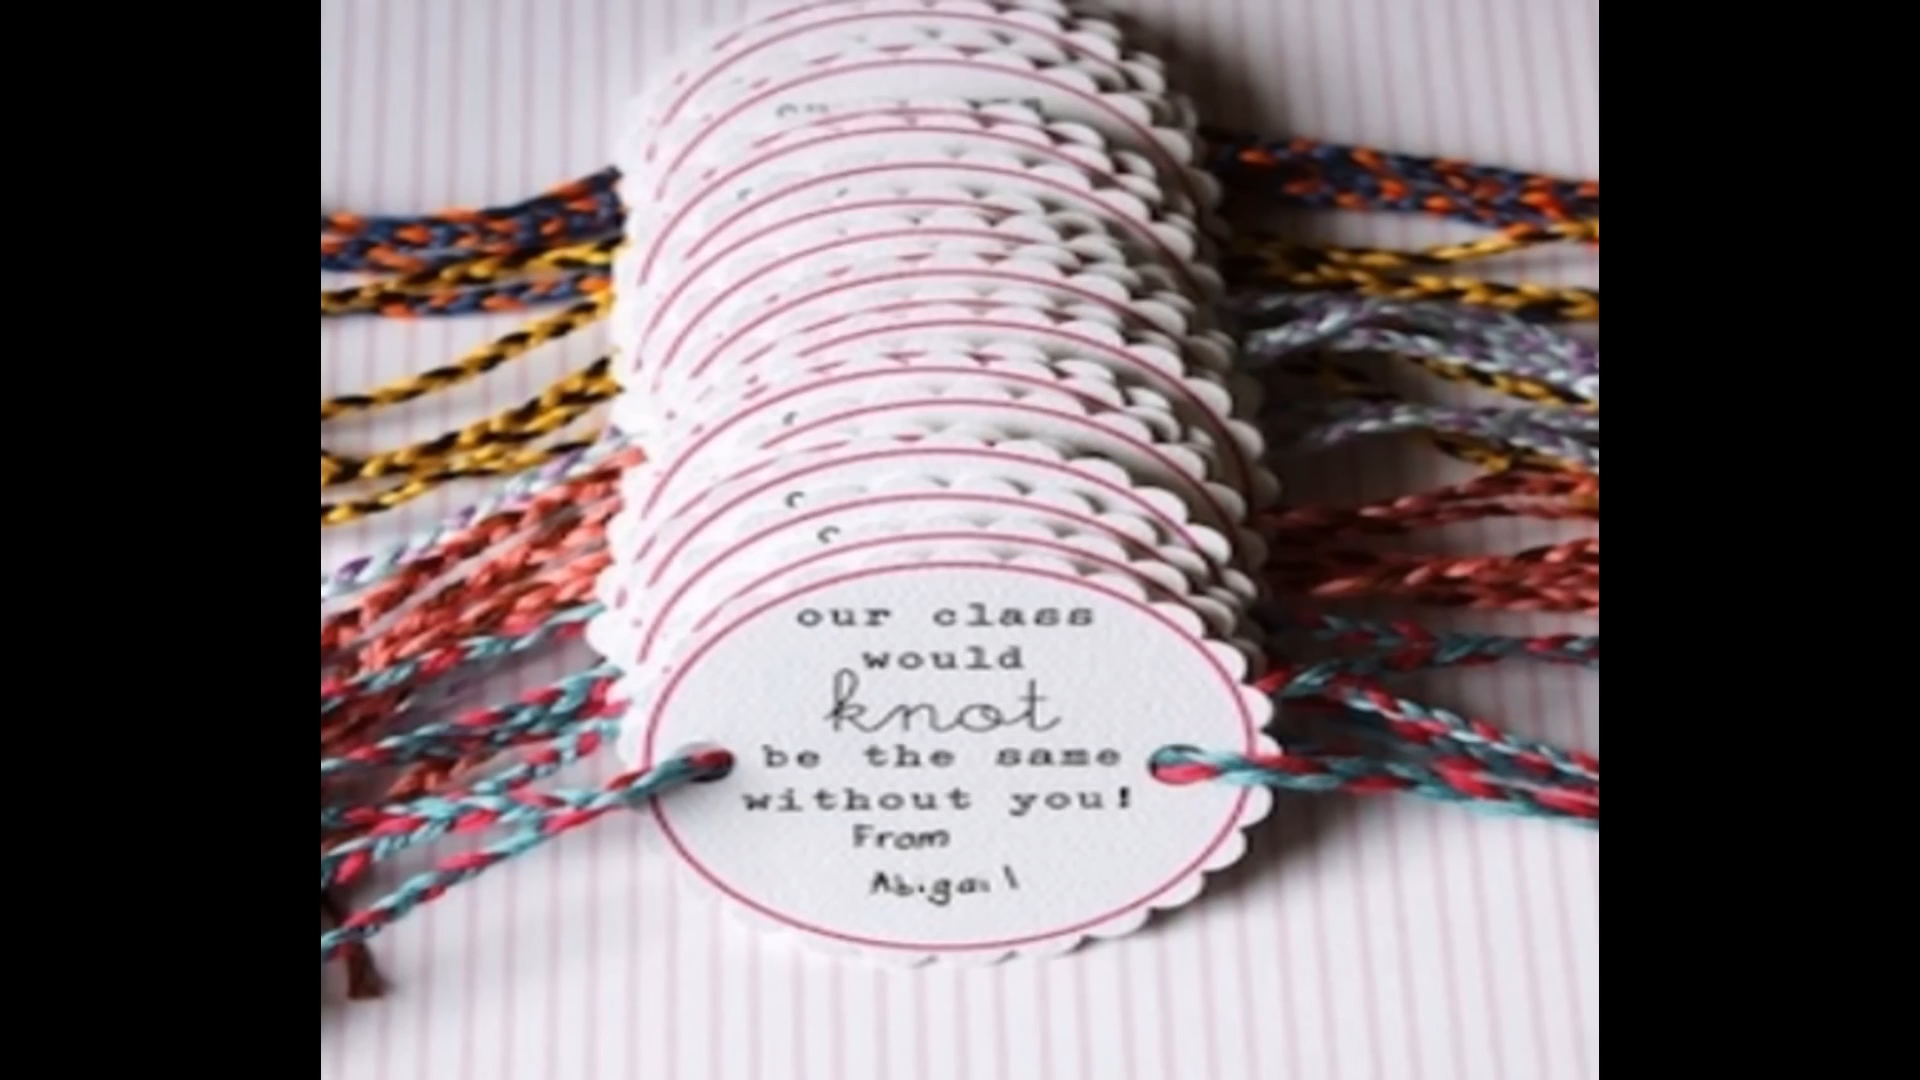 our class
would
knot
be the same
without you!
From
Abigail